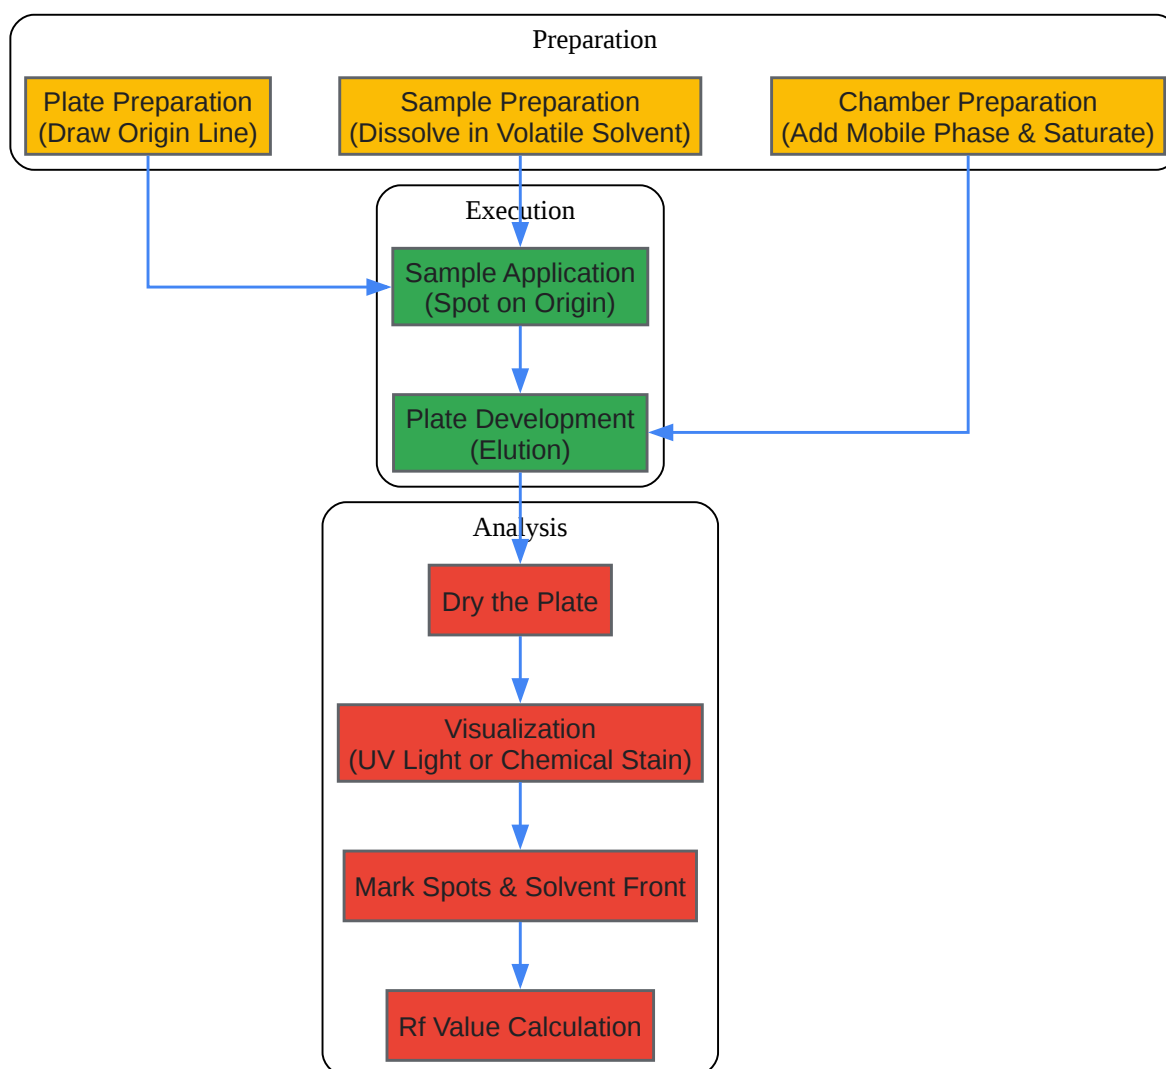 Preparation
Plate Preparation
(Draw Origin Line)
Sample Preparation
(Dissolve in Volatile Solvent)
Chamber Preparation
(Add Mobile Phase & Saturate)
Execution
Sample Application
(Spot on Origin)
Plate Development
(Elution)
Analysis
Dry the Plate
Visualization
(UV Light or Chemical Stain)
Mark Spots & Solvent Front
Rf Value Calculation